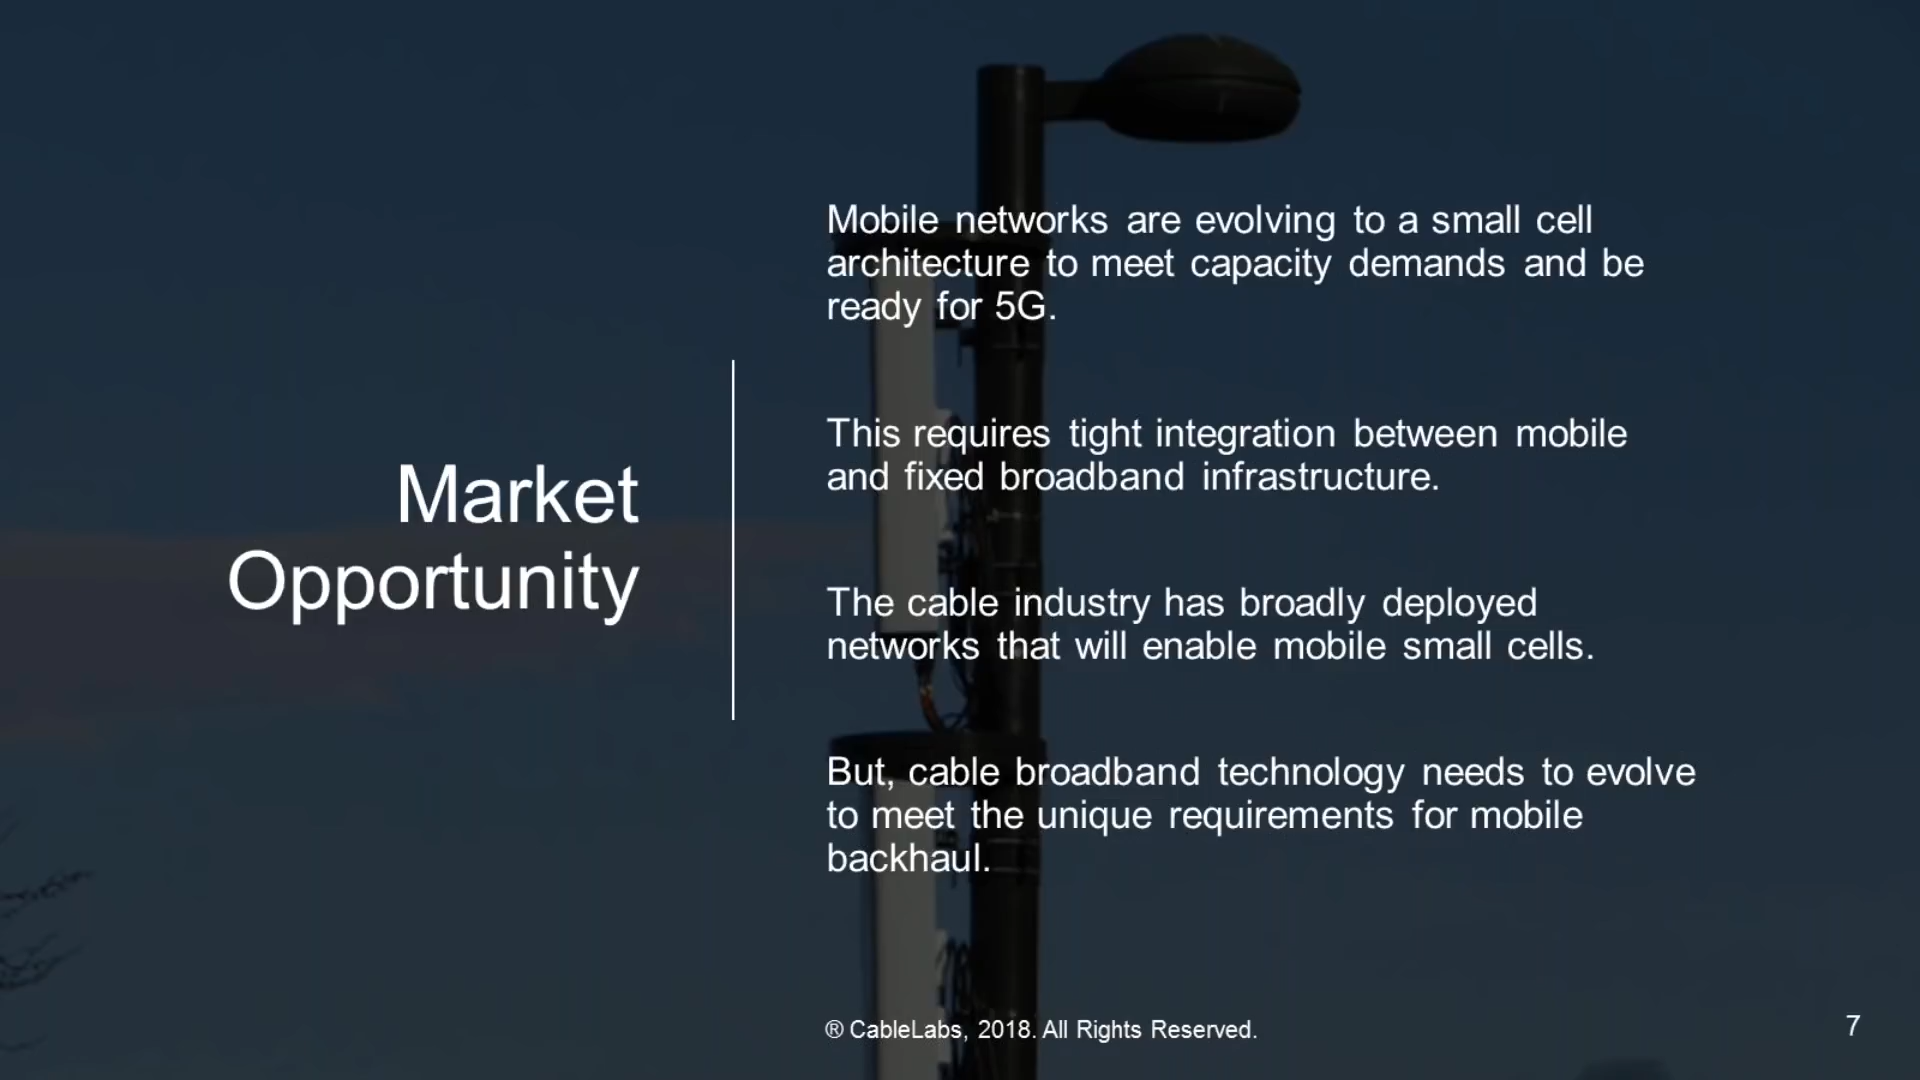 Market
Opportunity
Mobile networks are evolving to a small cell
architecture to meet capacity demands and be
ready for 5G.
This requires tight integration between mobile
and fixed broadband infrastructure.
The cable industry has broadly deployed
networks that will enable mobile small cells.
But, cable broadband technology needs to evolve
to meet the unique requirements for mobile
backhaul.
® CableLabs, 2018. All Rights Reserved.
7